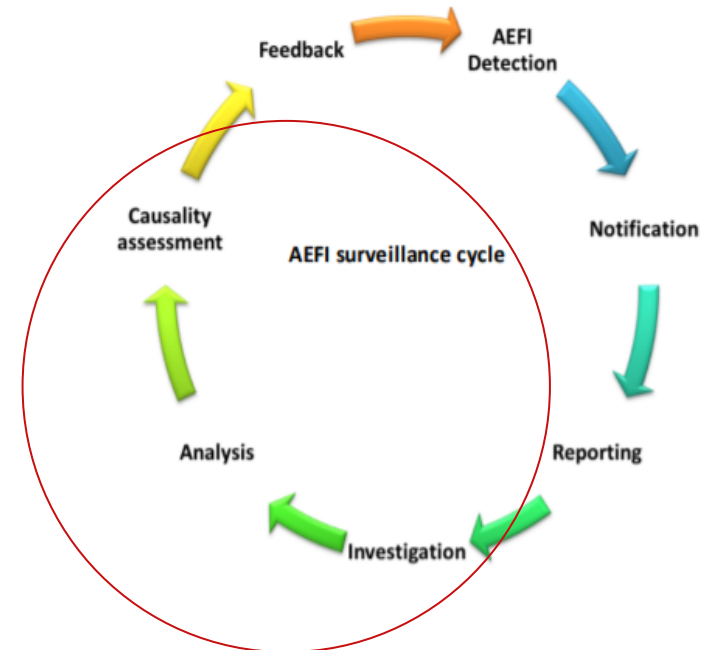 Feedback
AEFI
Detection
Notification
Reporting
Investigation
Analysis
Causality
assessment
AEFI surveillance cycle